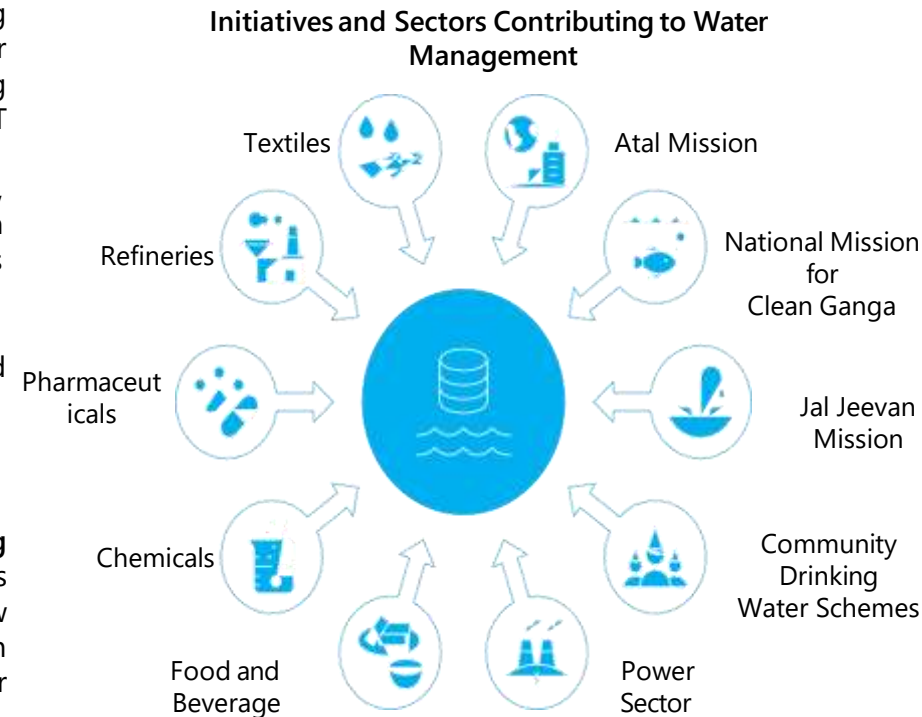 Initiatives and Sectors Contributing to Water
Management
Textiles
Atal Mission
Refineries
National Mission
for
Clean Ganga
Pharmaceut
icals
Jal Jeevan
Mission
Chemicals
Community
Drinking
Water Schemes
Food and
Beverage
Power
Sector